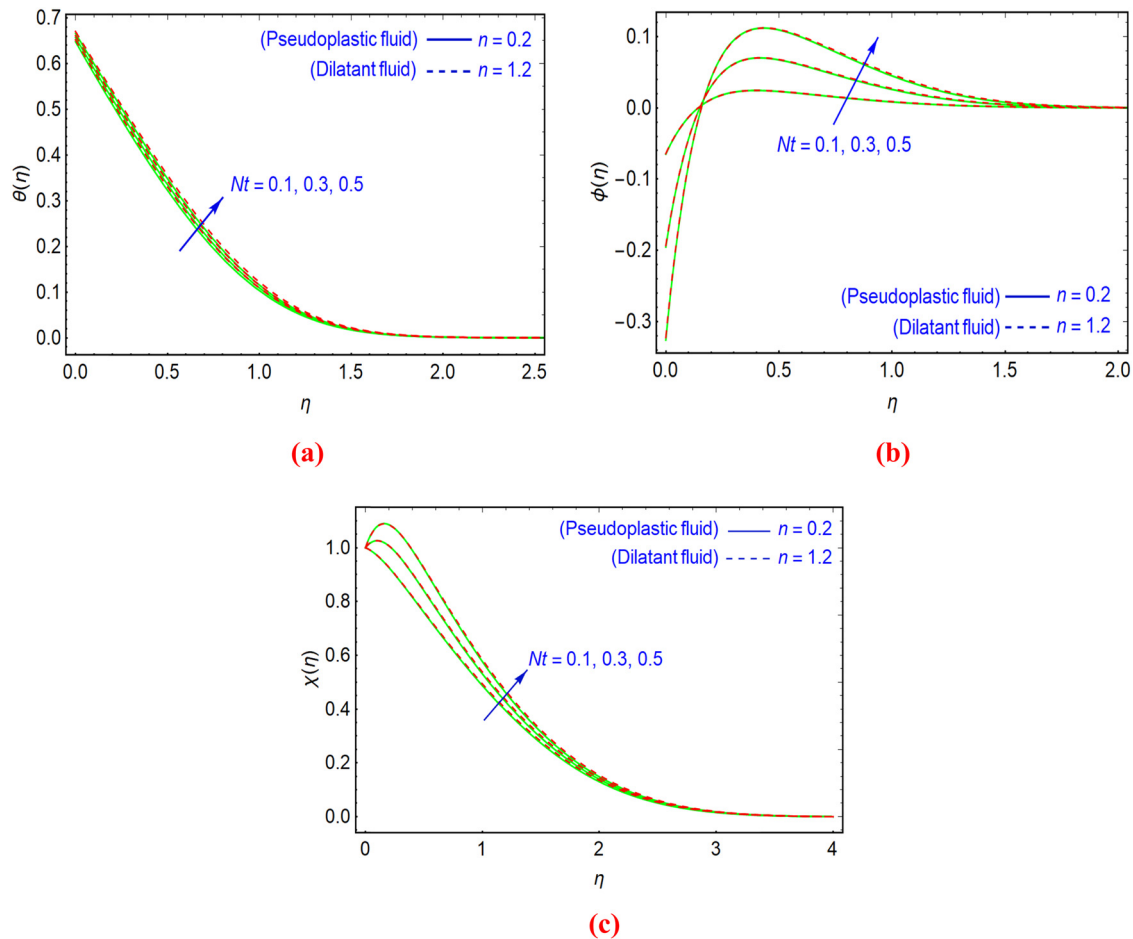 0.7
0.6
0.5
0.4
0.3
0.2
0.1
0.0
θ(η)
(Pseudoplastic fluid) n = 0.2
(Dilatant fluid) n = 1.2
Nt = 0.1, 0.3, 0.5
0.0 0.5 1.0 1.5 2.0 2.5
η
(a)
0.1
0.0
−0.1
−0.2
−0.3
ϕ(η)
Nt = 0.1, 0.3, 0.5
(Pseudoplastic fluid) n = 0.2
(Dilatant fluid) n = 1.2
0.0 0.5 1.0 1.5 2.0
η
(b)
1.0
0.8
0.6
0.4
0.2
0.0
χ(η)
(Pseudoplastic fluid) n = 0.2
(Dilatant fluid) n = 1.2
Nt = 0.1, 0.3, 0.5
0 1 2 3 4
η
(c)